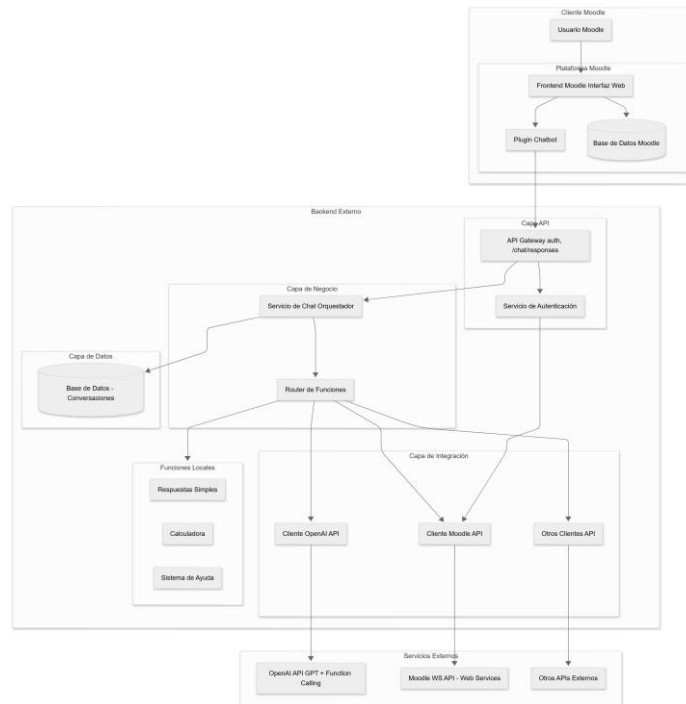 Cliente Moodle
Usuario Moodle
Plataforma Moodle
Frontend Moodle Interfaz Web
Plugin Chatbot
Base de Datos Moodle
Backend Externo
Capa API
API Gateway auth,
/chat/responses
Capa de Negocio
Servicio de Chat Orquestador
Servicio de Autenticación
Capa de Datos
Base de Datos -
Conversaciones
Router de Funciones
Funciones Locales
Respuestas Simples
Calculadora
Sistema de Ayuda
Capa de Integración
Cliente OpenAI API
Cliente Moodle API
Otros Clientes API
Servicios Externos
OpenAI API GPT + Function
Calling
Moodle WS API - Web Services
Otros APIs Externos